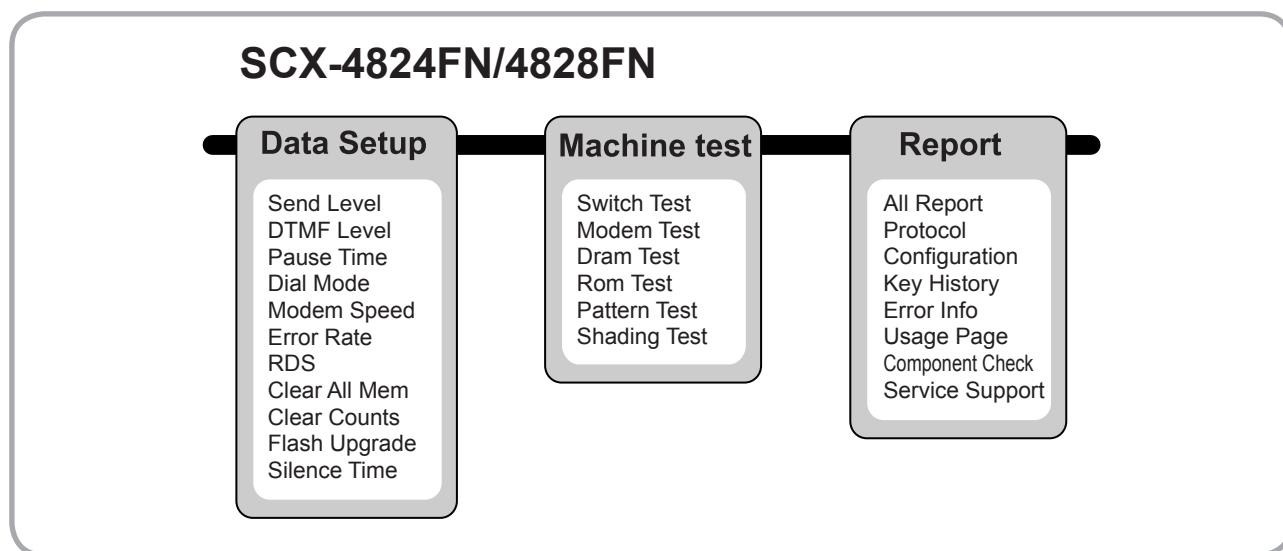 SCX-4824FN/4828FN
Data Setup
Send Level
DTMF Level
Pause Time
Dial Mode
Modem Speed
Error Rate
RDS
Clear All Mem
Clear Counts
Flash Upgrade
Silence Time
Machine test
Switch Test
Modem Test
Dram Test
Rom Test
Pattern Test
Shading Test
Report
All Report
Protocol
Configuration
Key History
Error Info
Usage Page
Component Check
Service Support